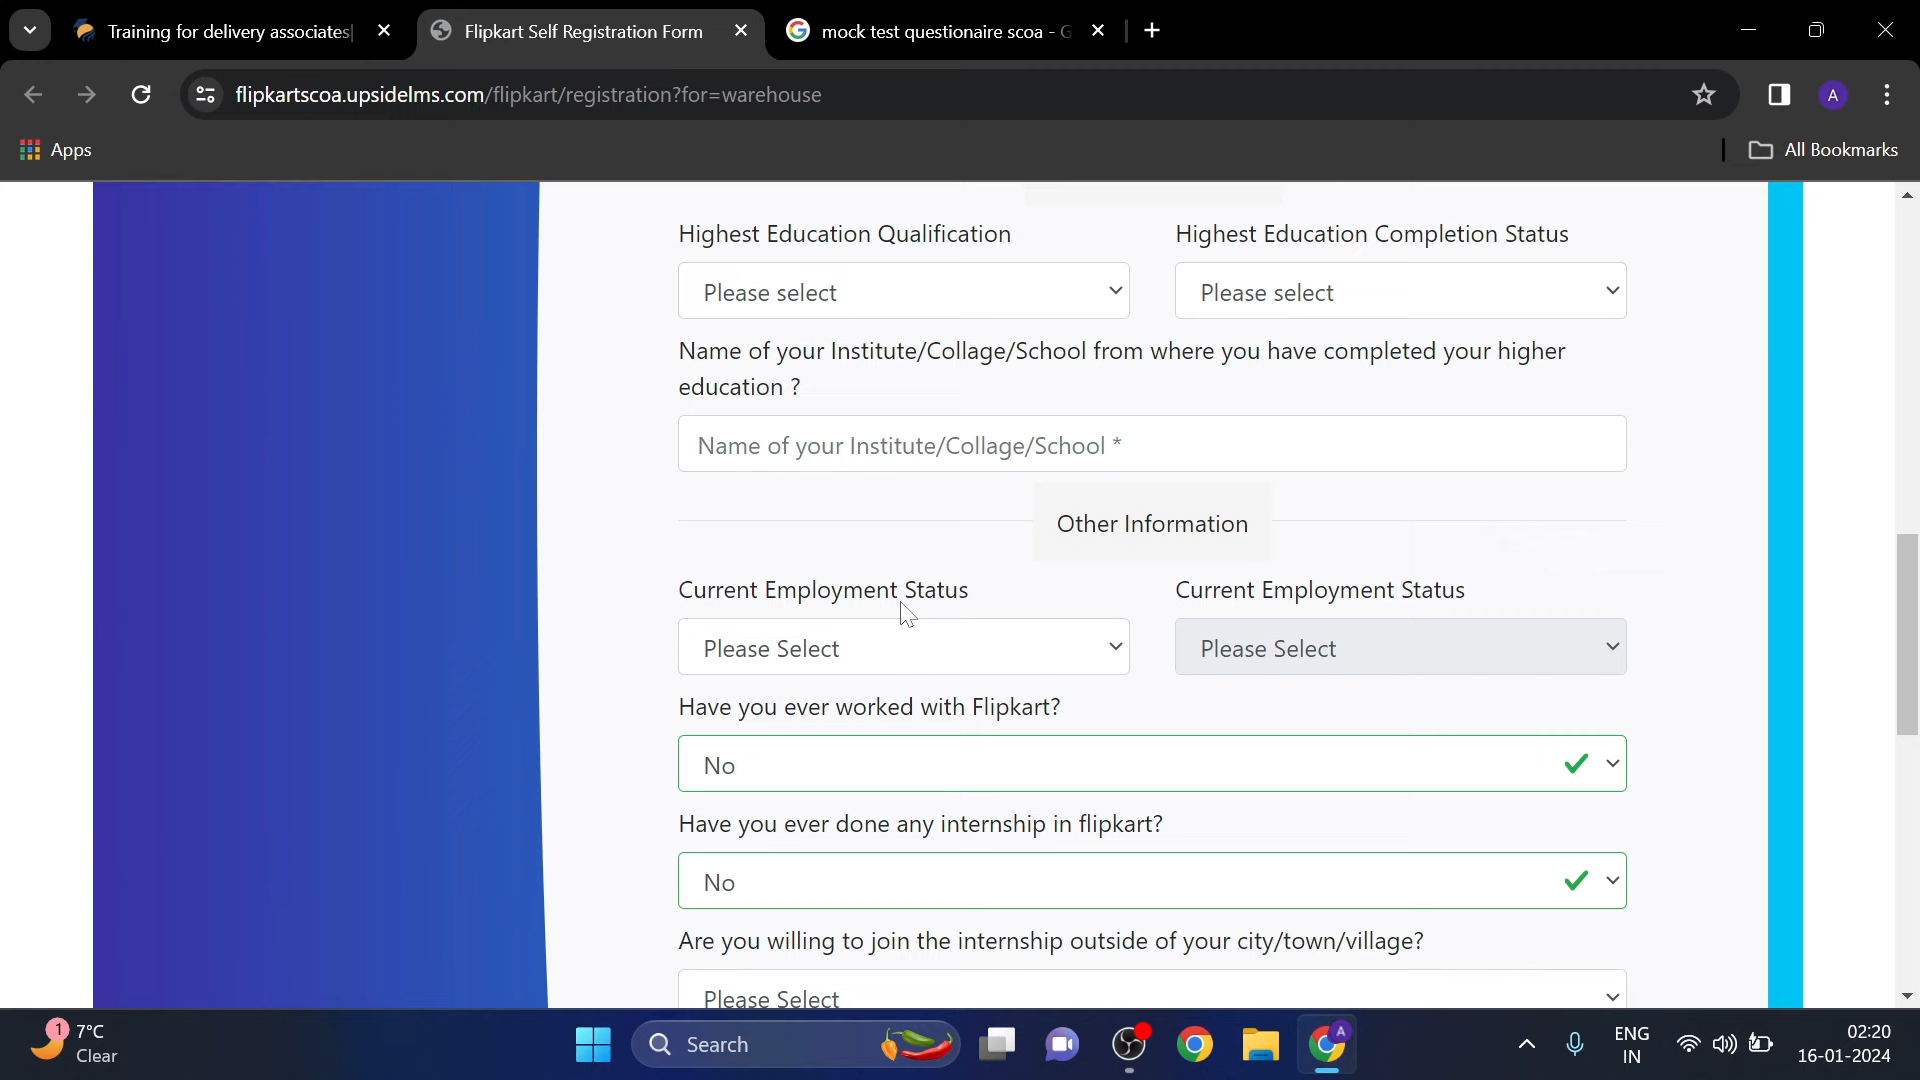 Training for delivery associates|
Flipkart Self Registration Form
mock test questionaire scoa - G
flipkartscoa.upsidelms.com/flipkart/registration?for=warehouse
A
Apps
All Bookmarks
Highest Education Qualification
Highest Education Completion Status
Please select
Please select
Name of your Institute/Collage/School from where you have completed your higher
education ?
Name of your Institute/Collage/School *
Other Information
Current Employment Status
Current Employment Status
Please Select
Please Select
Have you ever worked with Flipkart?
No
Have you ever done any internship in flipkart?
No
Are you willing to join the internship outside of your city/town/village?
Please Select
1
7°C
Clear
Search
A
ENG
IN
02:20
16-01-2024